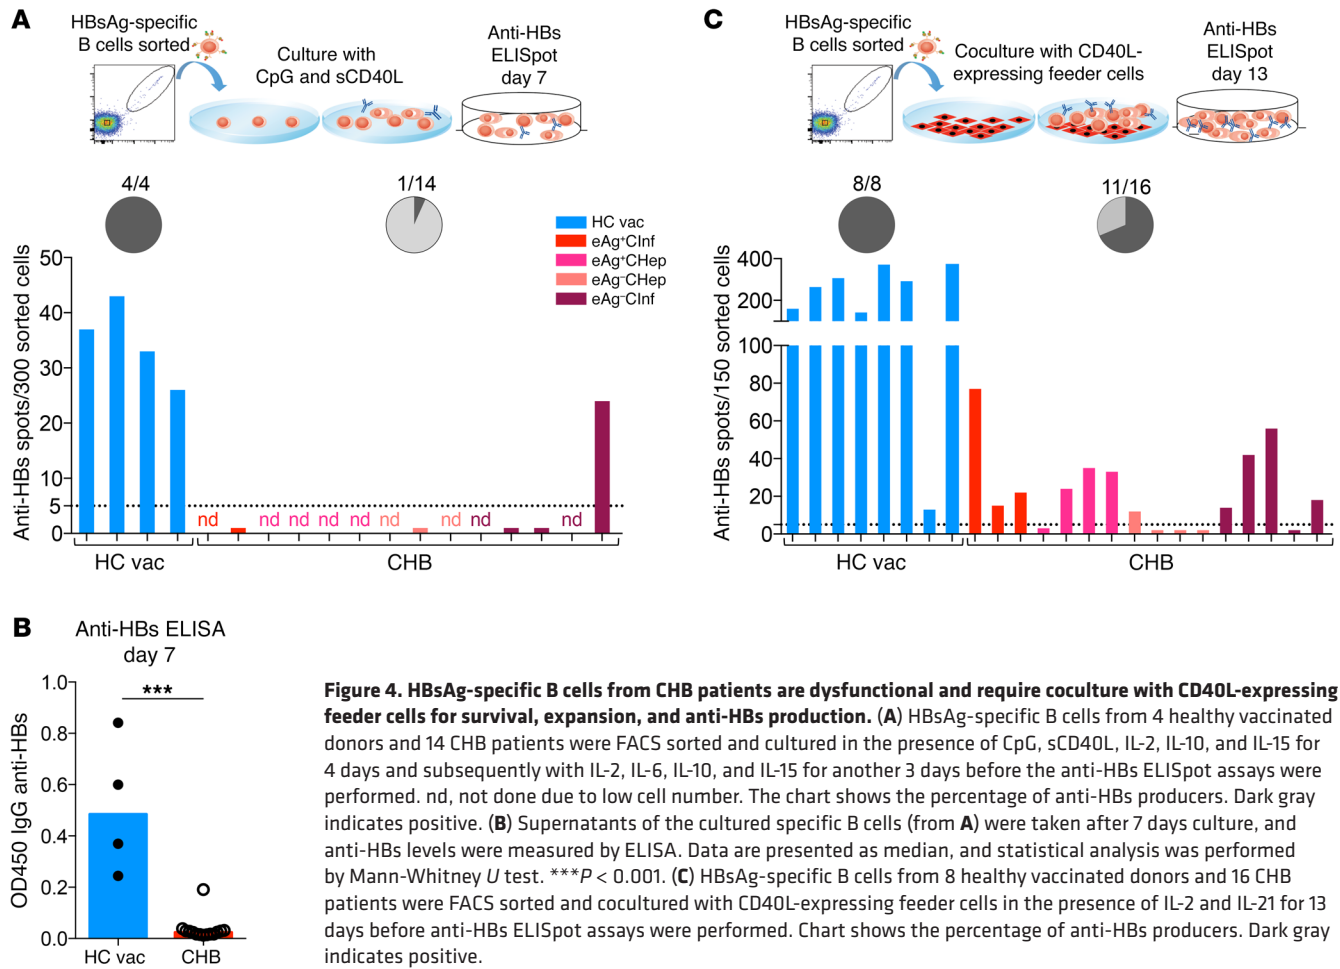 A
HBsAg-specific
B cells sorted
Culture with
CpG and sCD40L
Anti-HBs
ELISpot
day 7
4/4
1/14
HC vac
eAg⁺CInf
eAg⁺CHep
eAg⁻CHep
eAg⁻CInf
Anti-HBs spots/300 sorted cells
50
40
30
20
10
5
0
nd nd nd nd nd nd nd nd nd
HC vac
CHB
C
HBsAg-specific
B cells sorted
Coculture with CD40L-
expressing feeder cells
Anti-HBs
ELISpot
day 13
8/8
11/16
Anti-HBs spots/150 sorted cells
400
200
100
80
60
40
20
0
HC vac
CHB
B
Anti-HBs ELISA
day 7
***
OD450 IgG anti-HBs
1.0
0.8
0.6
0.4
0.2
0.0
HC vac
CHB
Figure 4. HBsAg-specific B cells from CHB patients are dysfunctional and require coculture with CD40L-expressing
feeder cells for survival, expansion, and anti-HBs production. (A) HBsAg-specific B cells from 4 healthy vaccinated
donors and 14 CHB patients were FACS sorted and cultured in the presence of CpG, sCD40L, IL-2, IL-10, and IL-15 for
4 days and subsequently with IL-2, IL-6, IL-10, and IL-15 for another 3 days before the anti-HBs ELISpot assays were
performed. nd, not done due to low cell number. The chart shows the percentage of anti-HBs producers. Dark gray
indicates positive. (B) Supernatants of the cultured specific B cells (from A) were taken after 7 days culture, and
anti-HBs levels were measured by ELISA. Data are presented as median, and statistical analysis was performed
by Mann-Whitney U test. ***P < 0.001. (C) HBsAg-specific B cells from 8 healthy vaccinated donors and 16 CHB
patients were FACS sorted and cocultured with CD40L-expressing feeder cells in the presence of IL-2 and IL-21 for 13
days before anti-HBs ELISpot assays were performed. Chart shows the percentage of anti-HBs producers. Dark gray
indicates positive.